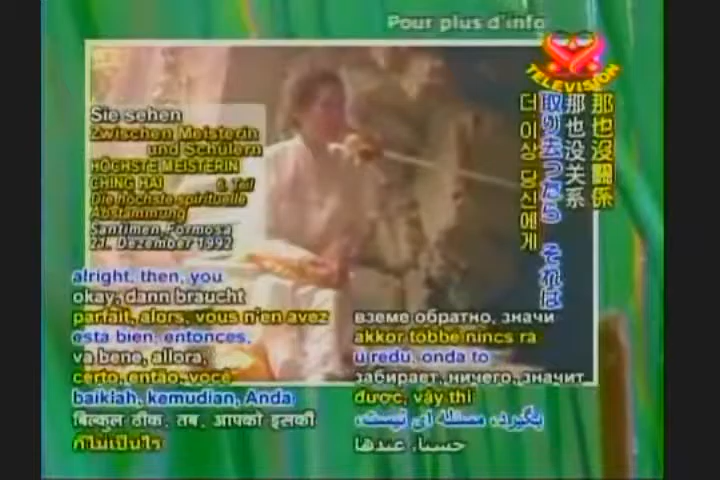 Pour plus d'info
TELEVISION
那也沒關係
那也没关系
取り去ったら それは
더 이상 당신에게
Sie sehen
Zwischen Meisterin
und Schülern
HÖCHSTE MEISTERIN
CHING HAI 6. Teil
Die höchste spirituelle
Abstammung
Santimen, Formosa
21. Dezember 1992
alright, then, you
okay, dann braucht
parfait, alors, vous n'en avez
esta bien, entonces,
va bene, allora,
certo, então, você
baiklah, kemudian, Anda
बिल्कुल ठीक, तब, आपको इसकी
ก็ไม่เป็นไร
вземе обратно, значи
akkor többé nincs rá
u redu, onda to
забирает, ничего, значит
được, vậy thì
بگیرد، مسئله ای نیست،
حسنا، عندها